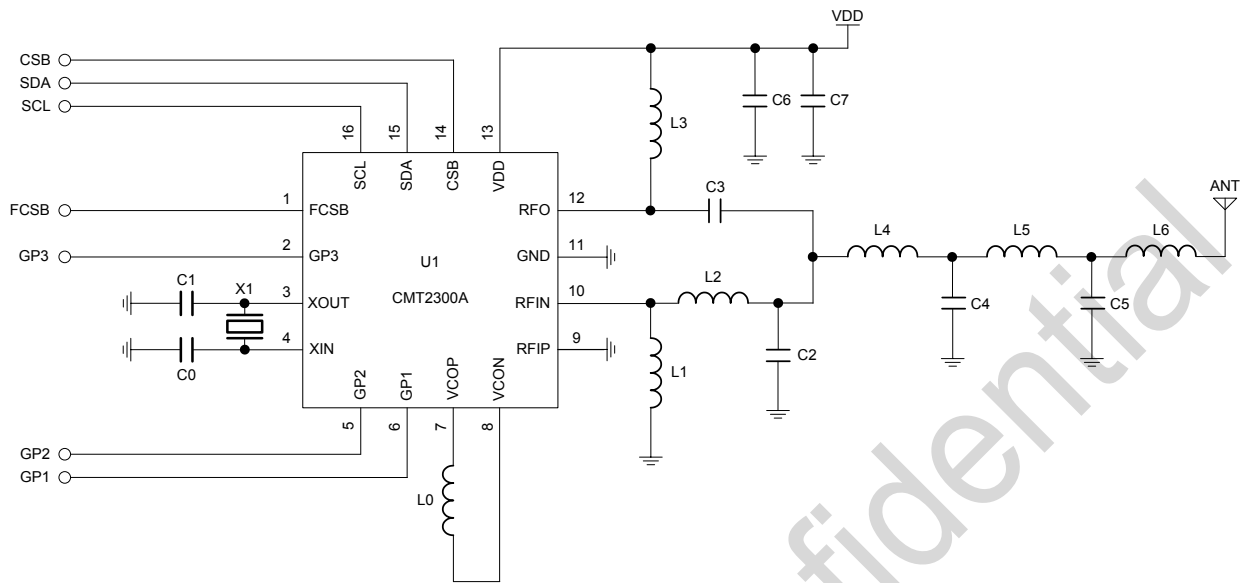 VDD
CSB
SDA
SCL
C6
C7
L3
16
15
14
13
SCL
SDA
CSB
VDD
ANT
C3
FCSB
1
FCSB
RFO
12
L4
L5
L6
GP3
2
GP3
GND
11
U1
L2
CMT2300A
C1
X1
3
XOUT
RFIN
10
C4
C5
4
XIN
RFIP
9
C0
C2
L1
GP2
GP1
VCOP
VCON
5
6
7
8
GP2
GP1
L0
fidential